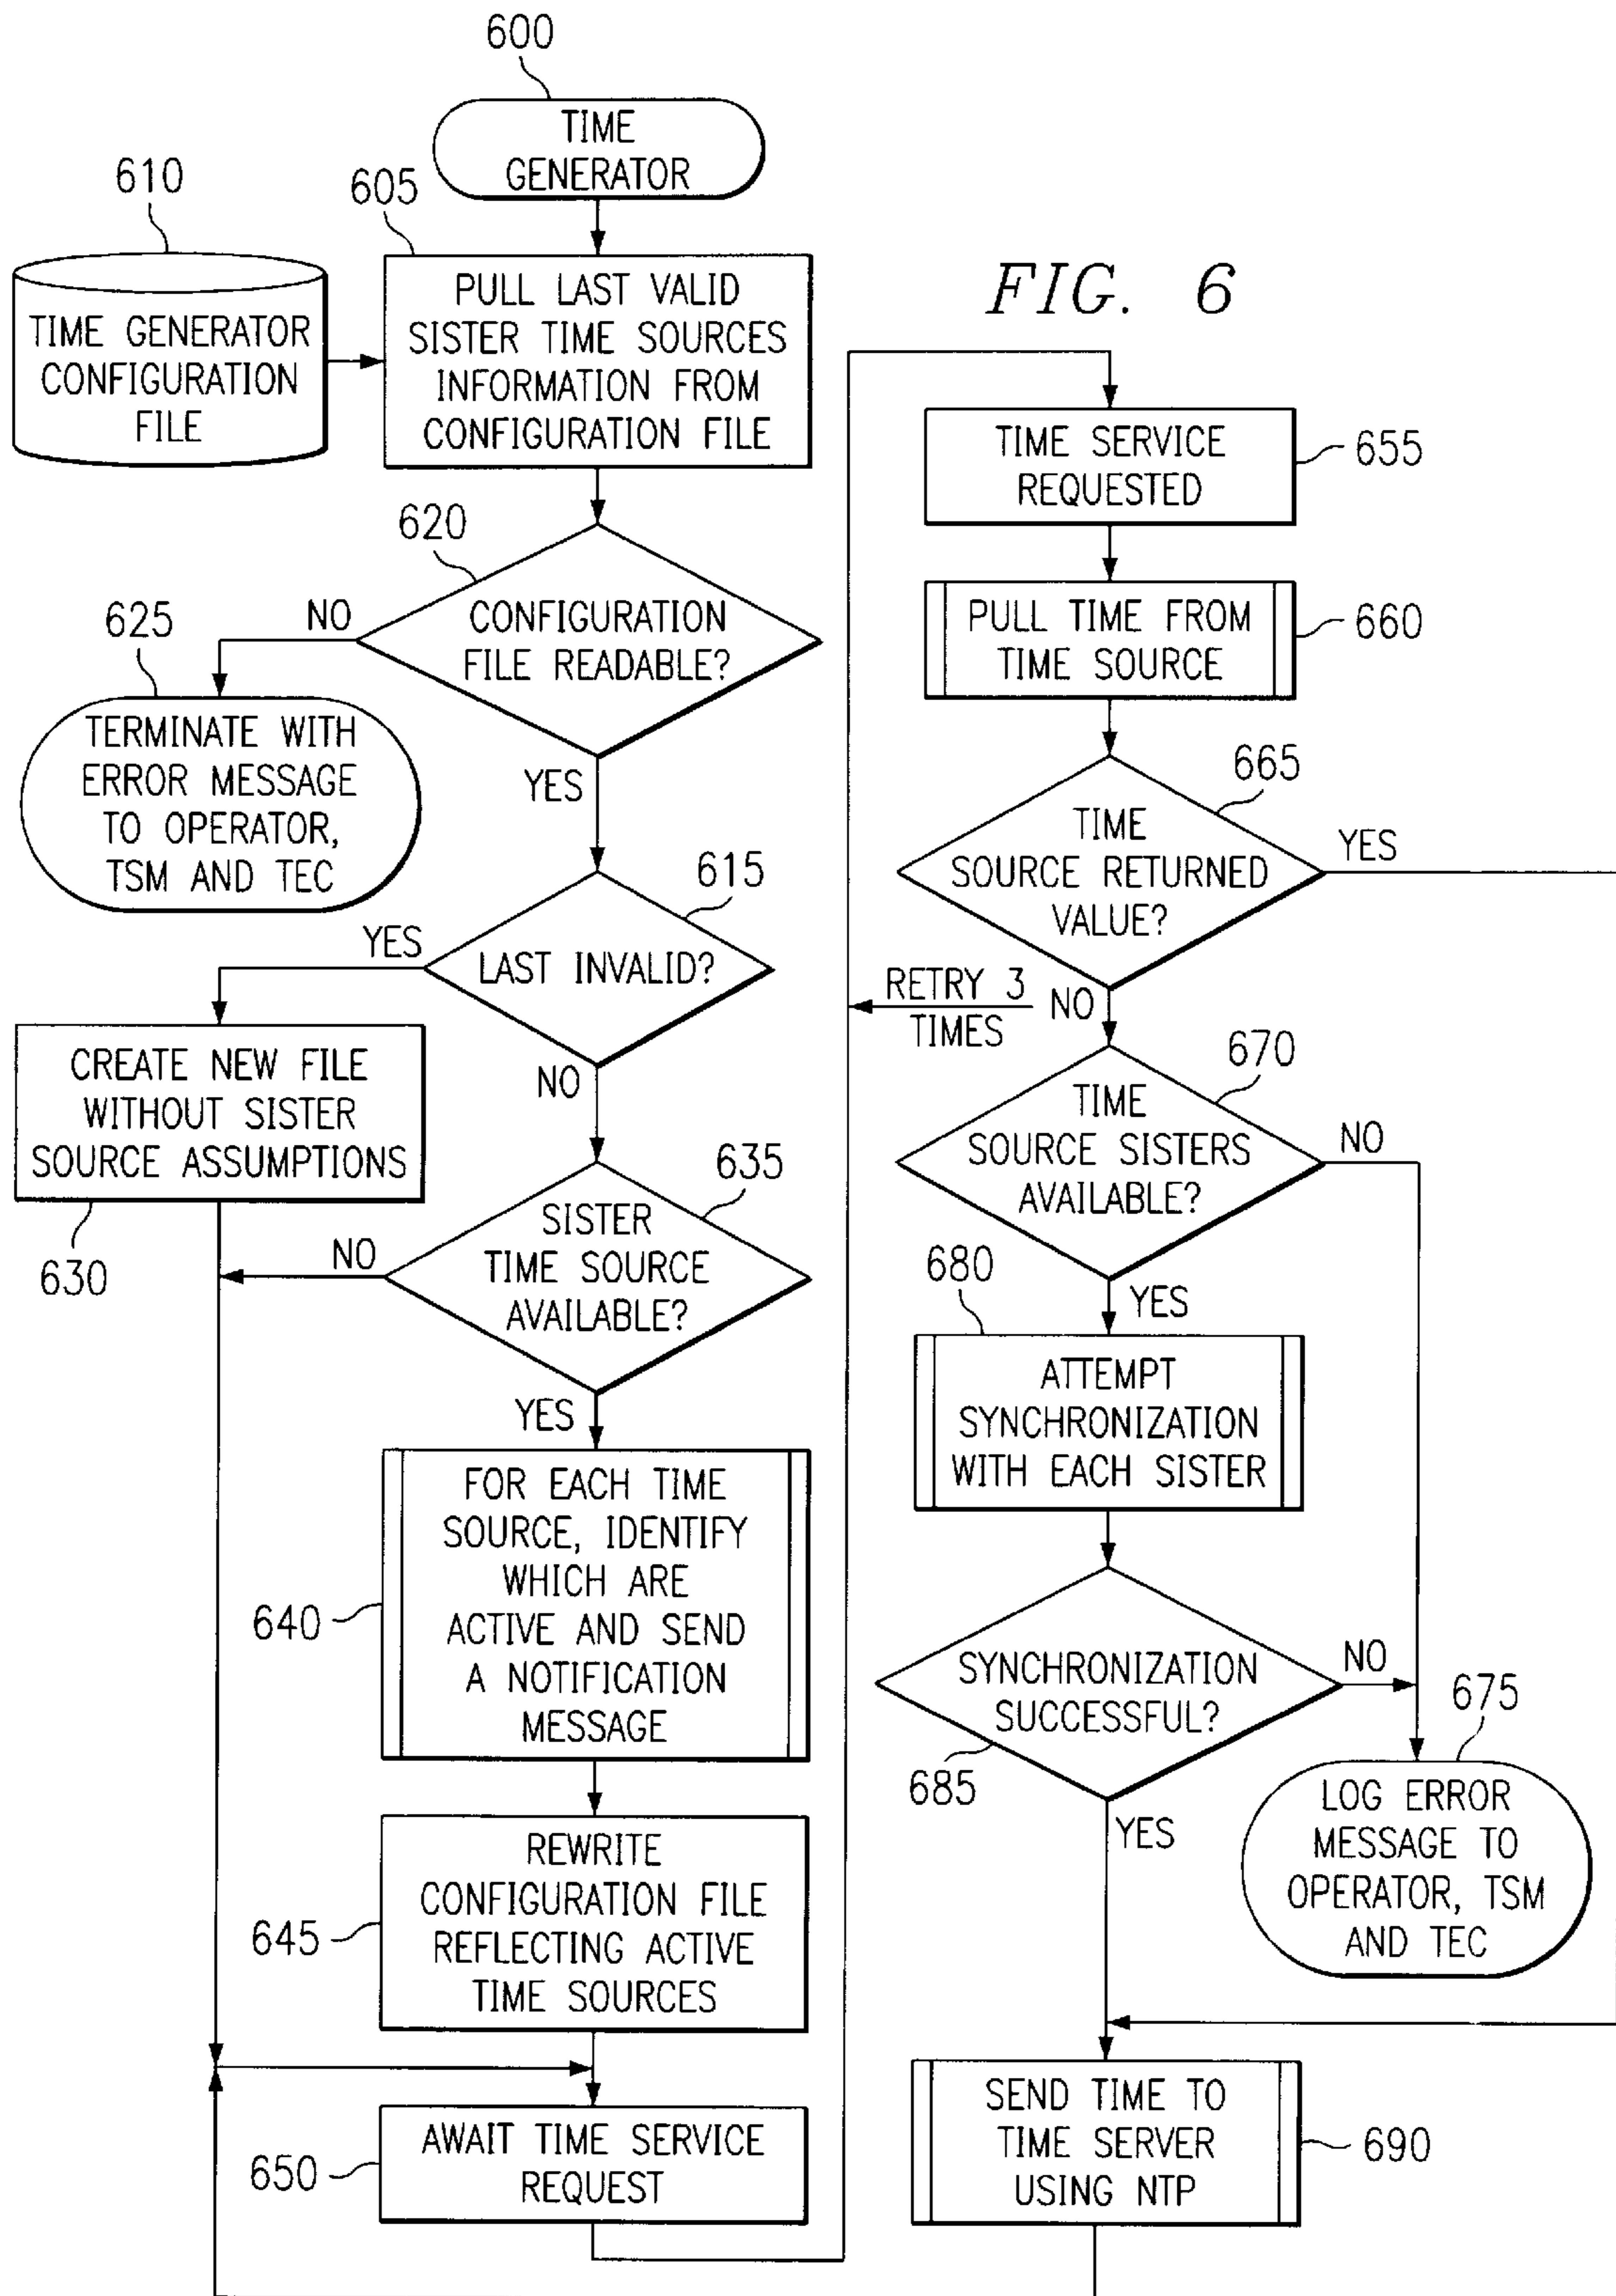 600
TIME
GENERATOR
610
605
TIME GENERATOR
CONFIGURATION
FILE
PULL LAST VALID
SISTER TIME SOURCES
INFORMATION FROM
CONFIGURATION FILE
FIG. 6
620
CONFIGURATION
FILE READABLE?
NO
YES
625
TERMINATE WITH
ERROR MESSAGE
TO OPERATOR,
TSM AND TEC
615
LAST INVALID?
YES
NO
CREATE NEW FILE
WITHOUT SISTER
SOURCE ASSUMPTIONS
630
635
SISTER
TIME SOURCE
AVAILABLE?
NO
YES
FOR EACH TIME
SOURCE, IDENTIFY
WHICH ARE
ACTIVE AND SEND
A NOTIFICATION
MESSAGE
640
REWRITE
CONFIGURATION FILE
REFLECTING ACTIVE
TIME SOURCES
645
AWAIT TIME SERVICE
REQUEST
650
TIME SERVICE
REQUESTED
655
PULL TIME FROM
TIME SOURCE
660
665
TIME
SOURCE RETURNED
VALUE?
YES
RETRY 3
TIMES
NO
670
TIME
SOURCE SISTERS
AVAILABLE?
NO
YES
680
ATTEMPT
SYNCHRONIZATION
WITH EACH SISTER
SYNCHRONIZATION
SUCCESSFUL?
NO
685
YES
675
LOG ERROR
MESSAGE TO
OPERATOR, TSM
AND TEC
SEND TIME TO
TIME SERVER
USING NTP
690